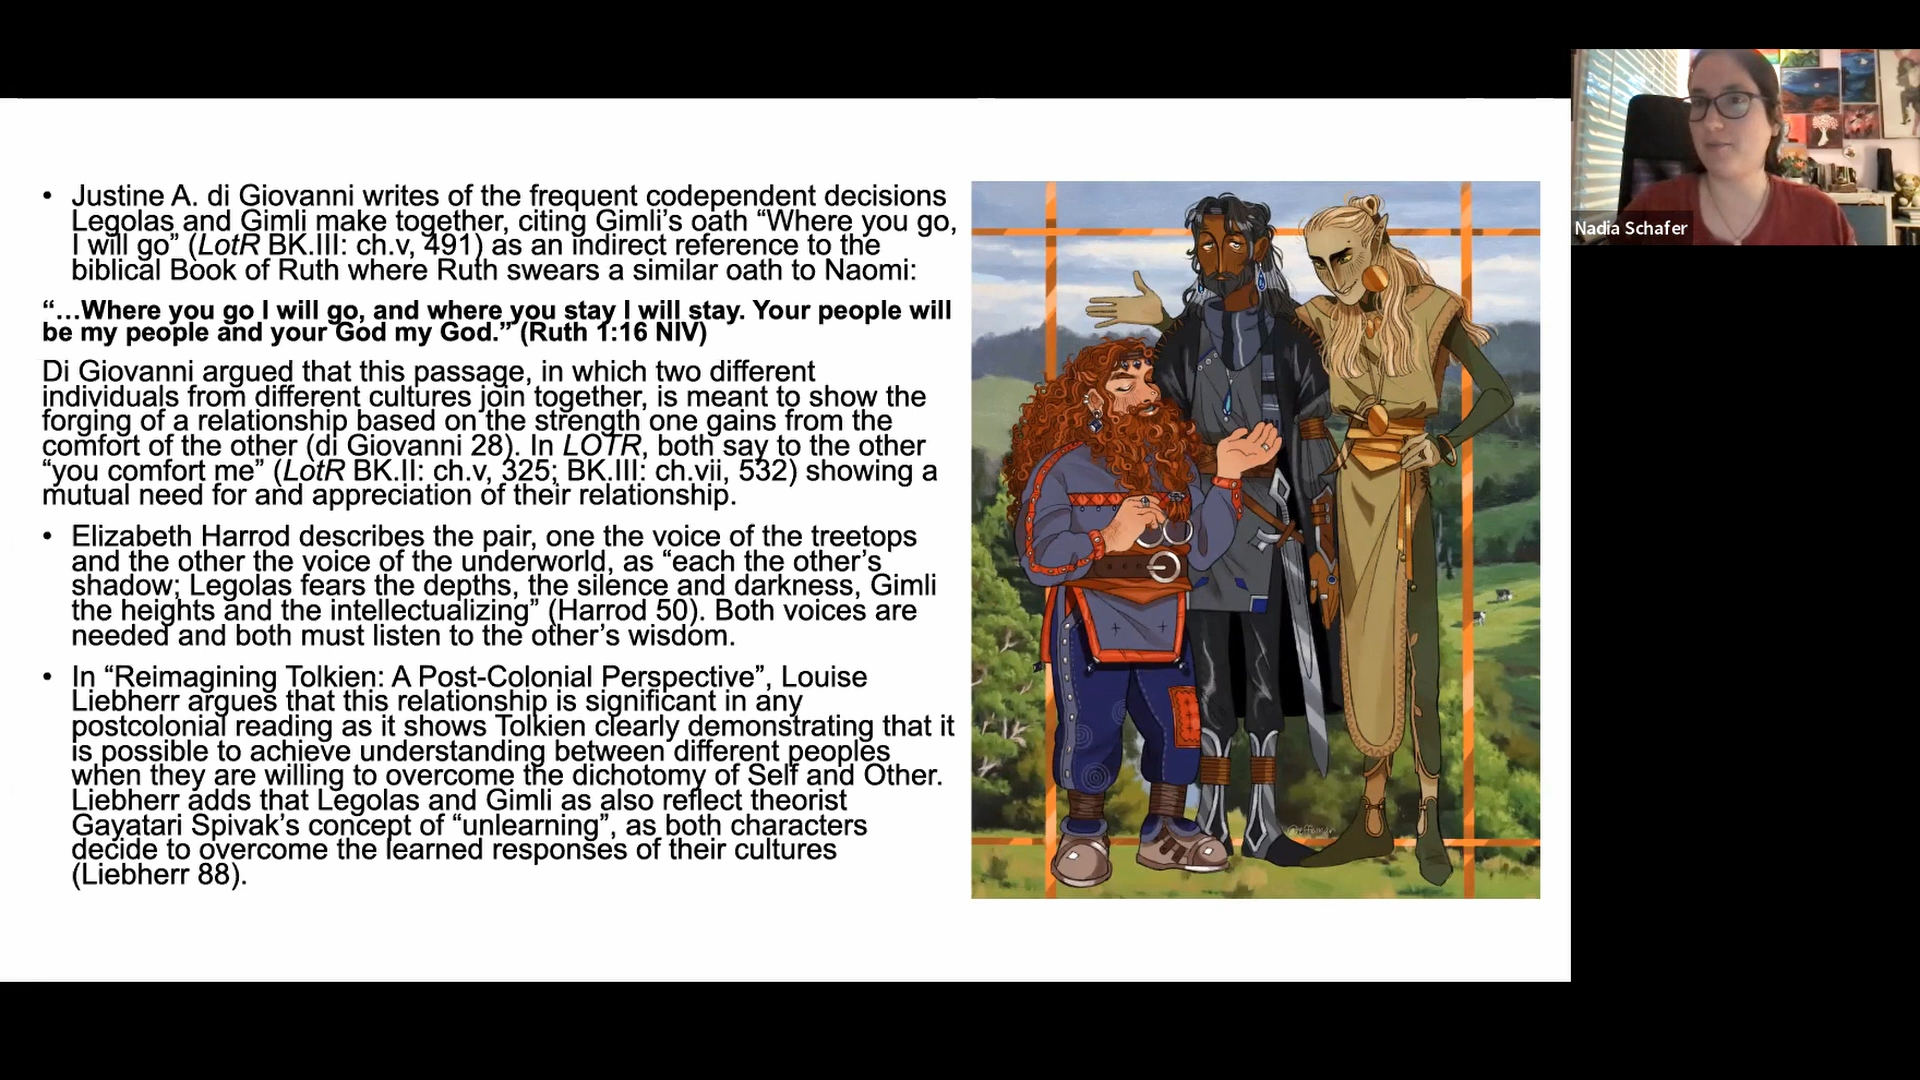 • Justine A. di Giovanni writes of the frequent codependent decisions
Legolas and Gimli make together, citing Gimli’s oath “Where you go,
I will go” (LotR BK.III: ch.v, 491) as an indirect reference to the
biblical Book of Ruth where Ruth swears a similar oath to Naomi:
“…Where you go I will go, and where you stay I will stay. Your people will
be my people and your God my God.” (Ruth 1:16 NIV)
Di Giovanni argued that this passage, in which two different
individuals from different cultures join together, is meant to show the
forging of a relationship based on the strength one gains from the
comfort of the other (di Giovanni 28). In LOTR, both say to the other
“you comfort me” (LotR BK.II: ch.v, 325; BK.III: ch.vii, 532) showing a
mutual need for and appreciation of their relationship.
• Elizabeth Harrod describes the pair, one the voice of the treetops
and the other the voice of the underworld, as “each the other’s
shadow; Legolas fears the depths, the silence and darkness, Gimli
the heights and the intellectualizing” (Harrod 50). Both voices are
needed and both must listen to the other’s wisdom.
• In “Reimagining Tolkien: A Post-Colonial Perspective”, Louise
Liebherr argues that this relationship is significant in any
postcolonial reading as it shows Tolkien clearly demonstrating that it
is possible to achieve understanding between different peoples
when they are willing to overcome the dichotomy of Self and Other.
Liebherr adds that Legolas and Gimli as also reflect theorist
Gayatari Spivak’s concept of “unlearning”, as both characters
decide to overcome the learned responses of their cultures
(Liebherr 88).
Nadia Schafer